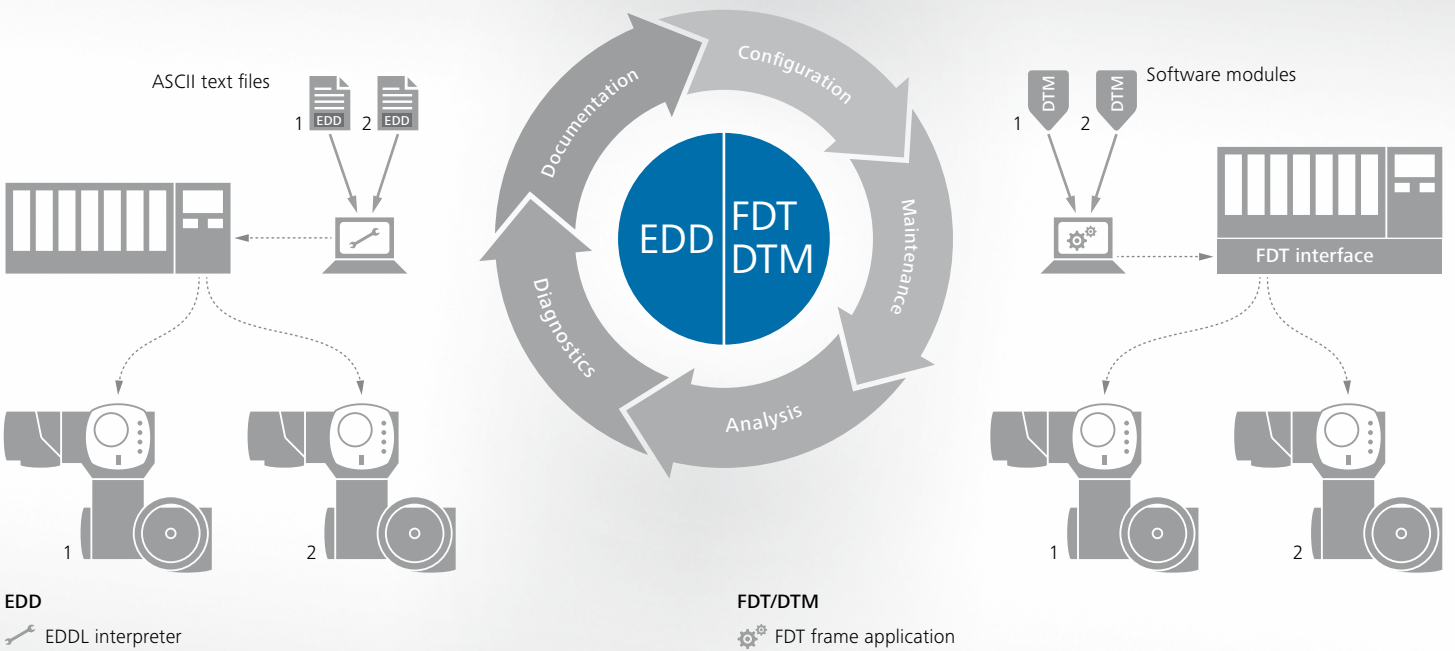 ASCII text files
1
EDD
2
EDD
1
2
Configuration
Maintenance
Analysis
Diagnostics
Documentation
EDD
FDT
DTM
Software modules
1
DTM
2
DTM
FDT interface
1
2
EDD
EDDL interpreter
FDT/DTM
FDT frame application